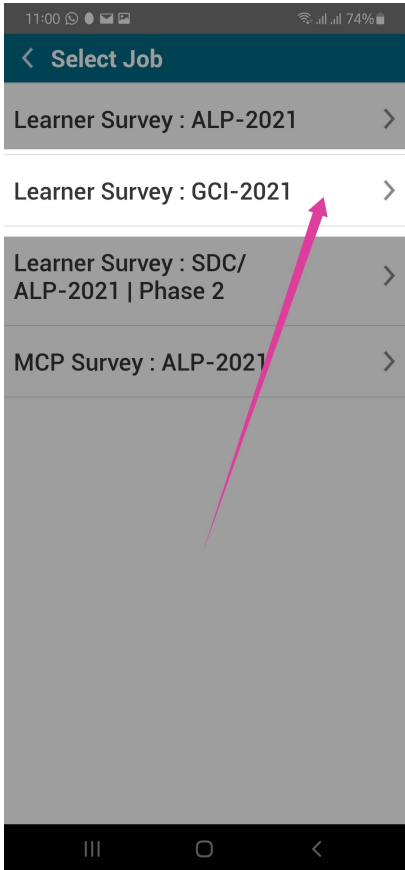 11:00 74%
Select Job
Learner Survey : ALP-2021
Learner Survey : GCI-2021
Learner Survey : SDC/
ALP-2021 | Phase 2
MCP Survey : ALP-2021